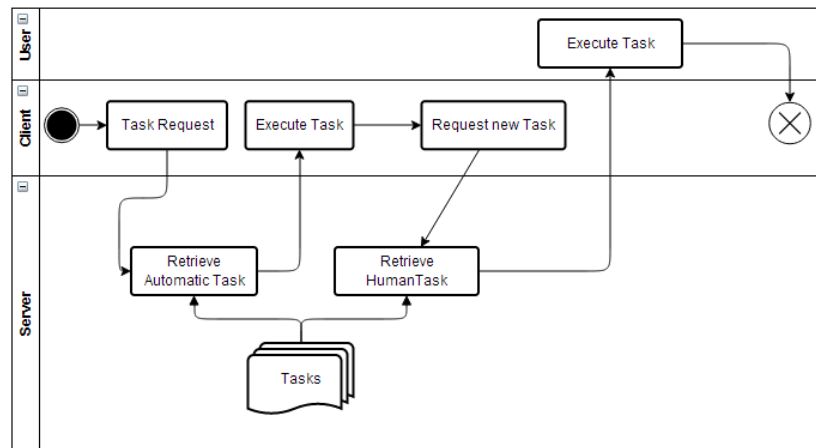 User
Execute Task
Client
Task Request
Execute Task
Request new Task
Server
Retrieve
Automatic Task
Retrieve
HumanTask
Tasks